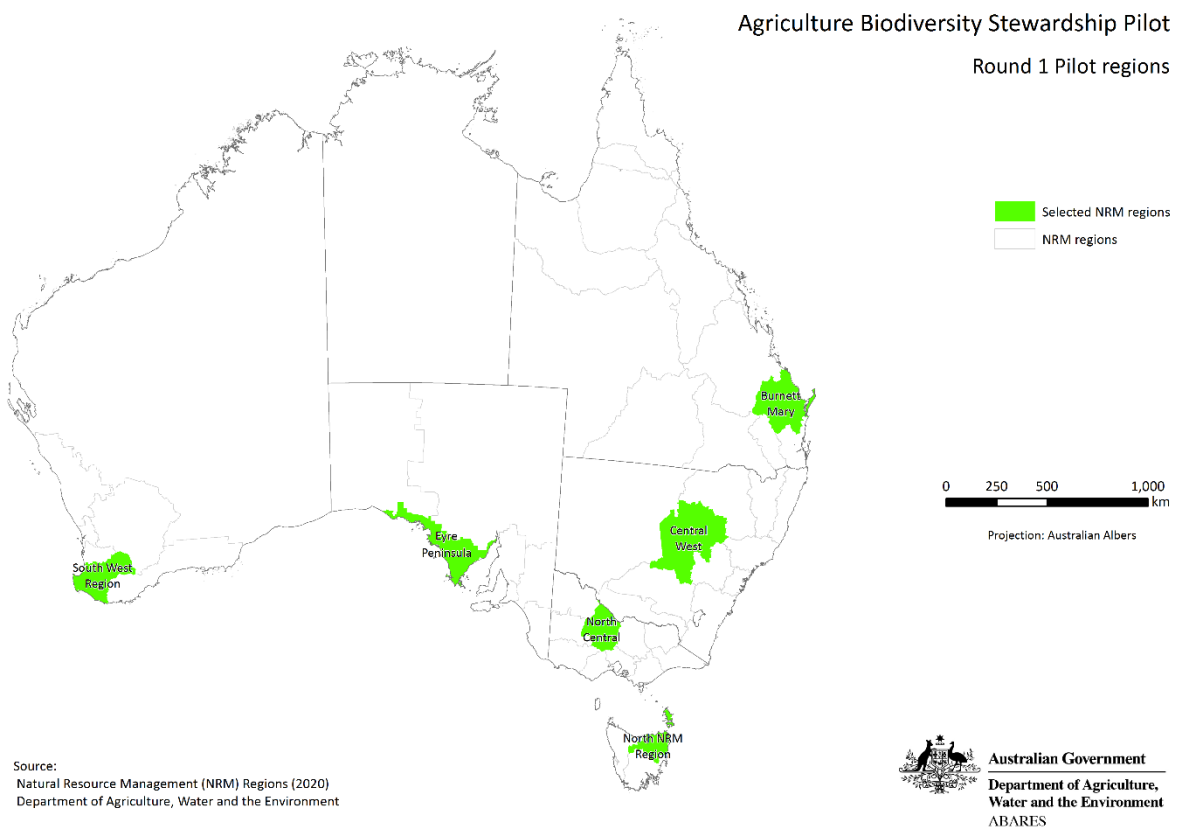 Agriculture Biodiversity Stewardship Pilot
Round 1 Pilot regions
Selected NRM regions
NRM regions
Burnett
Mary
0 250 500 1,000
km
Projection: Australian Albers
Central
West
Eyre
Peninsula
South West
Region
North
Central
North NRM
Region
Source:
Natural Resource Management (NRM) Regions (2020)
Department of Agriculture, Water and the Environment
Australian Government
Department of Agriculture,
Water and the Environment
ABARES